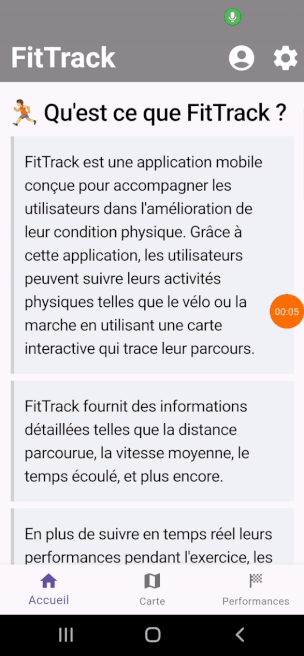 FitTrack
Qu'est ce que FitTrack ?
FitTrack est une application mobile
conçue pour accompagner les
utilisateurs dans l'amélioration de
leur condition physique. Grâce à
cette application, les utilisateurs
peuvent suivre leurs activités
physiques telles que le vélo ou la
marche en utilisant une carte
interactive qui trace leur parcours.
00:05
FitTrack fournit des informations
détaillées telles que la distance
parcourue, la vitesse moyenne, le
temps écoulé, et plus encore.
En plus de suivre en temps réel leurs
performances pendant l'exercice, les
Accueil
Carte
Performances